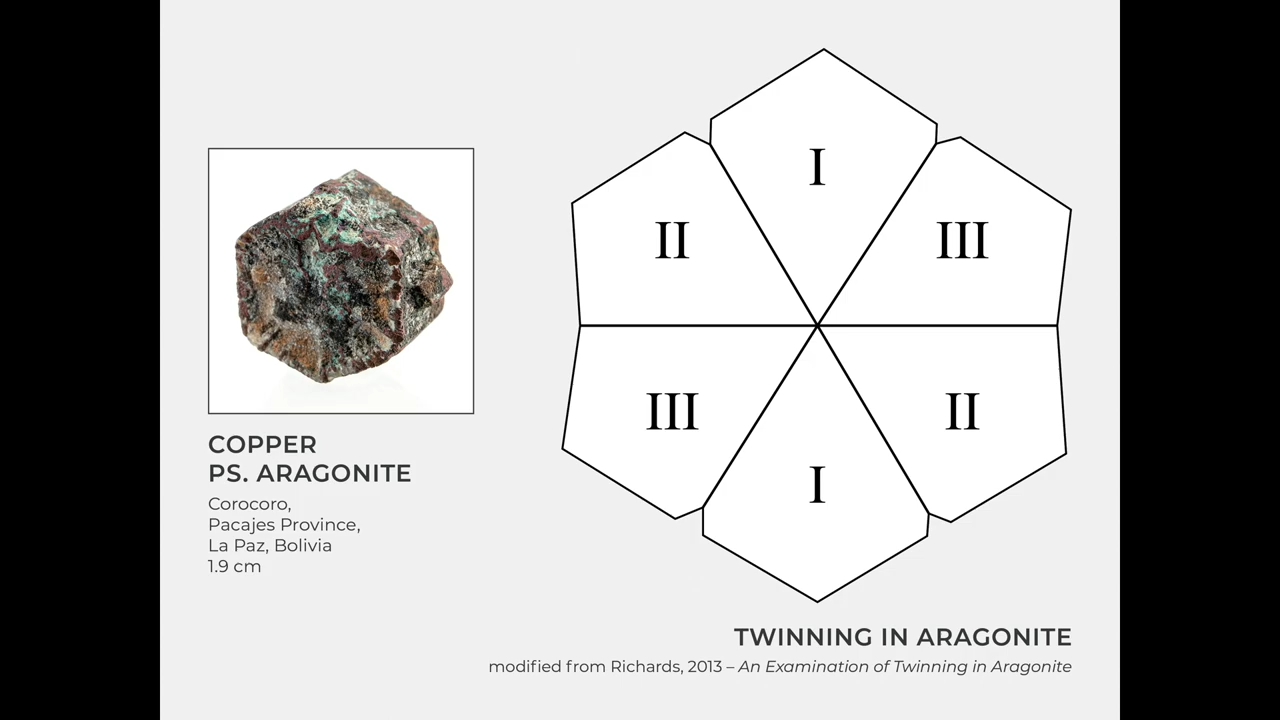 COPPER
PS. ARAGONITE
Corocoro,
Pacajes Province,
La Paz, Bolivia
1.9 cm
I
II
III
III
II
I
TWINNING IN ARAGONITE
modified from Richards, 2013 – An Examination of Twinning in Aragonite